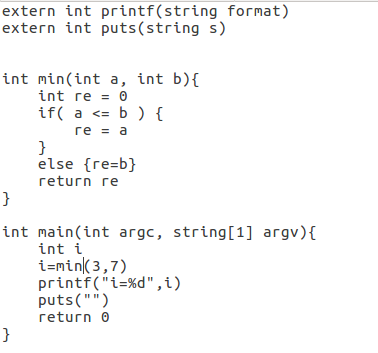 extern int printf(string format)
extern int puts(string s)
int min(int a, int b){
    int re = 0
    if( a <= b ) {
        re = a
    }
    else {re=b}
    return re
}
int main(int argc, string[1] argv){
    int i
    i=min(3,7)
    printf("i=%d",i)
    puts("")
    return 0
}